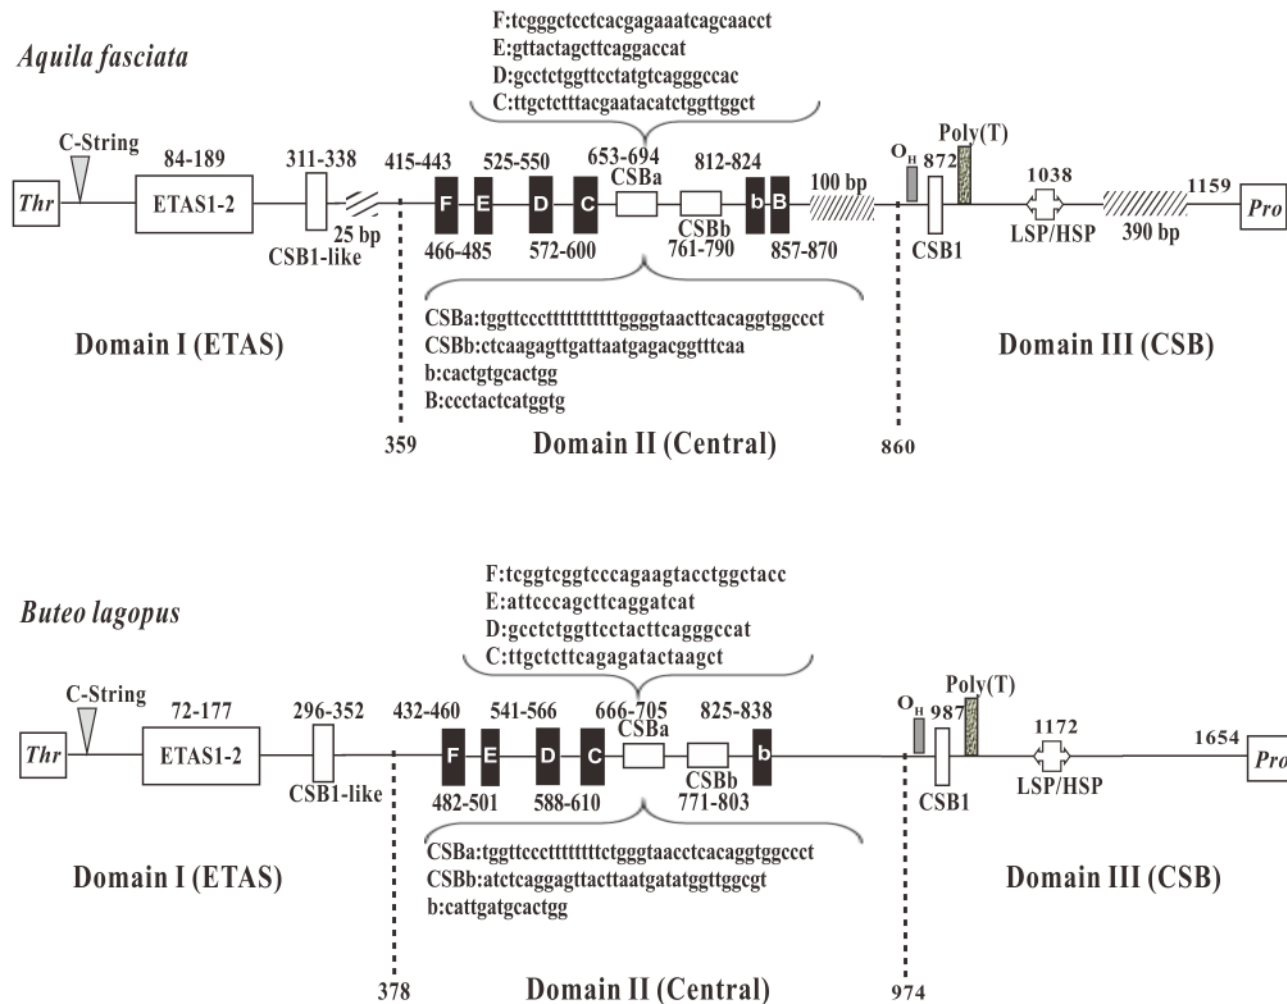 Aquila fasciata
F:tcgggctcctcacgagaaatcagcaacct
E:gttactagcttcaggaccat
D:gcctctggttcctatgtcagggccac
C:ttgctctttacgaatacatctggttggct
C-String
Poly(T)
84-189
311-338
415-443
525-550
653-694
812-824
OH
872
1038
1159
Thr
ETAS1-2
F
E
D
C
CSBa
CSBb
b
B
100 bp
Pro
CSB1-like
25 bp
466-485
572-600
761-790
857-870
CSB1
LSP/HSP
390 bp
CSBa:tggttcccttttttttttttggggtaacttcacaggtggccct
CSBb:ctcaagagttgattaatgagacggtttcaa
b:cactgtgcactgg
B:ccctactcatggtg
Domain I (ETAS)
Domain III (CSB)
359
Domain II (Central)
860
Buteo lagopus
F:tcggtcggtcccagaagtacctggctacc
E:attcccagcttcaggatcat
D:gcctctggttcctacttcagggccat
C:ttgctcttcagagatactaagct
C-String
Poly(T)
72-177
296-352
432-460
541-566
666-705
825-838
OH
987
1172
1654
Thr
ETAS1-2
F
E
D
C
CSBa
CSBb
b
Pro
CSB1-like
482-501
588-610
771-803
CSB1
LSP/HSP
CSBa:tggttcccttttttttttctgggtaacctcacaggtggccct
CSBb:atctcaggagttacttaatgatatggttggcgt
b:cattgatgcactgg
Domain I (ETAS)
Domain III (CSB)
378
Domain II (Central)
974